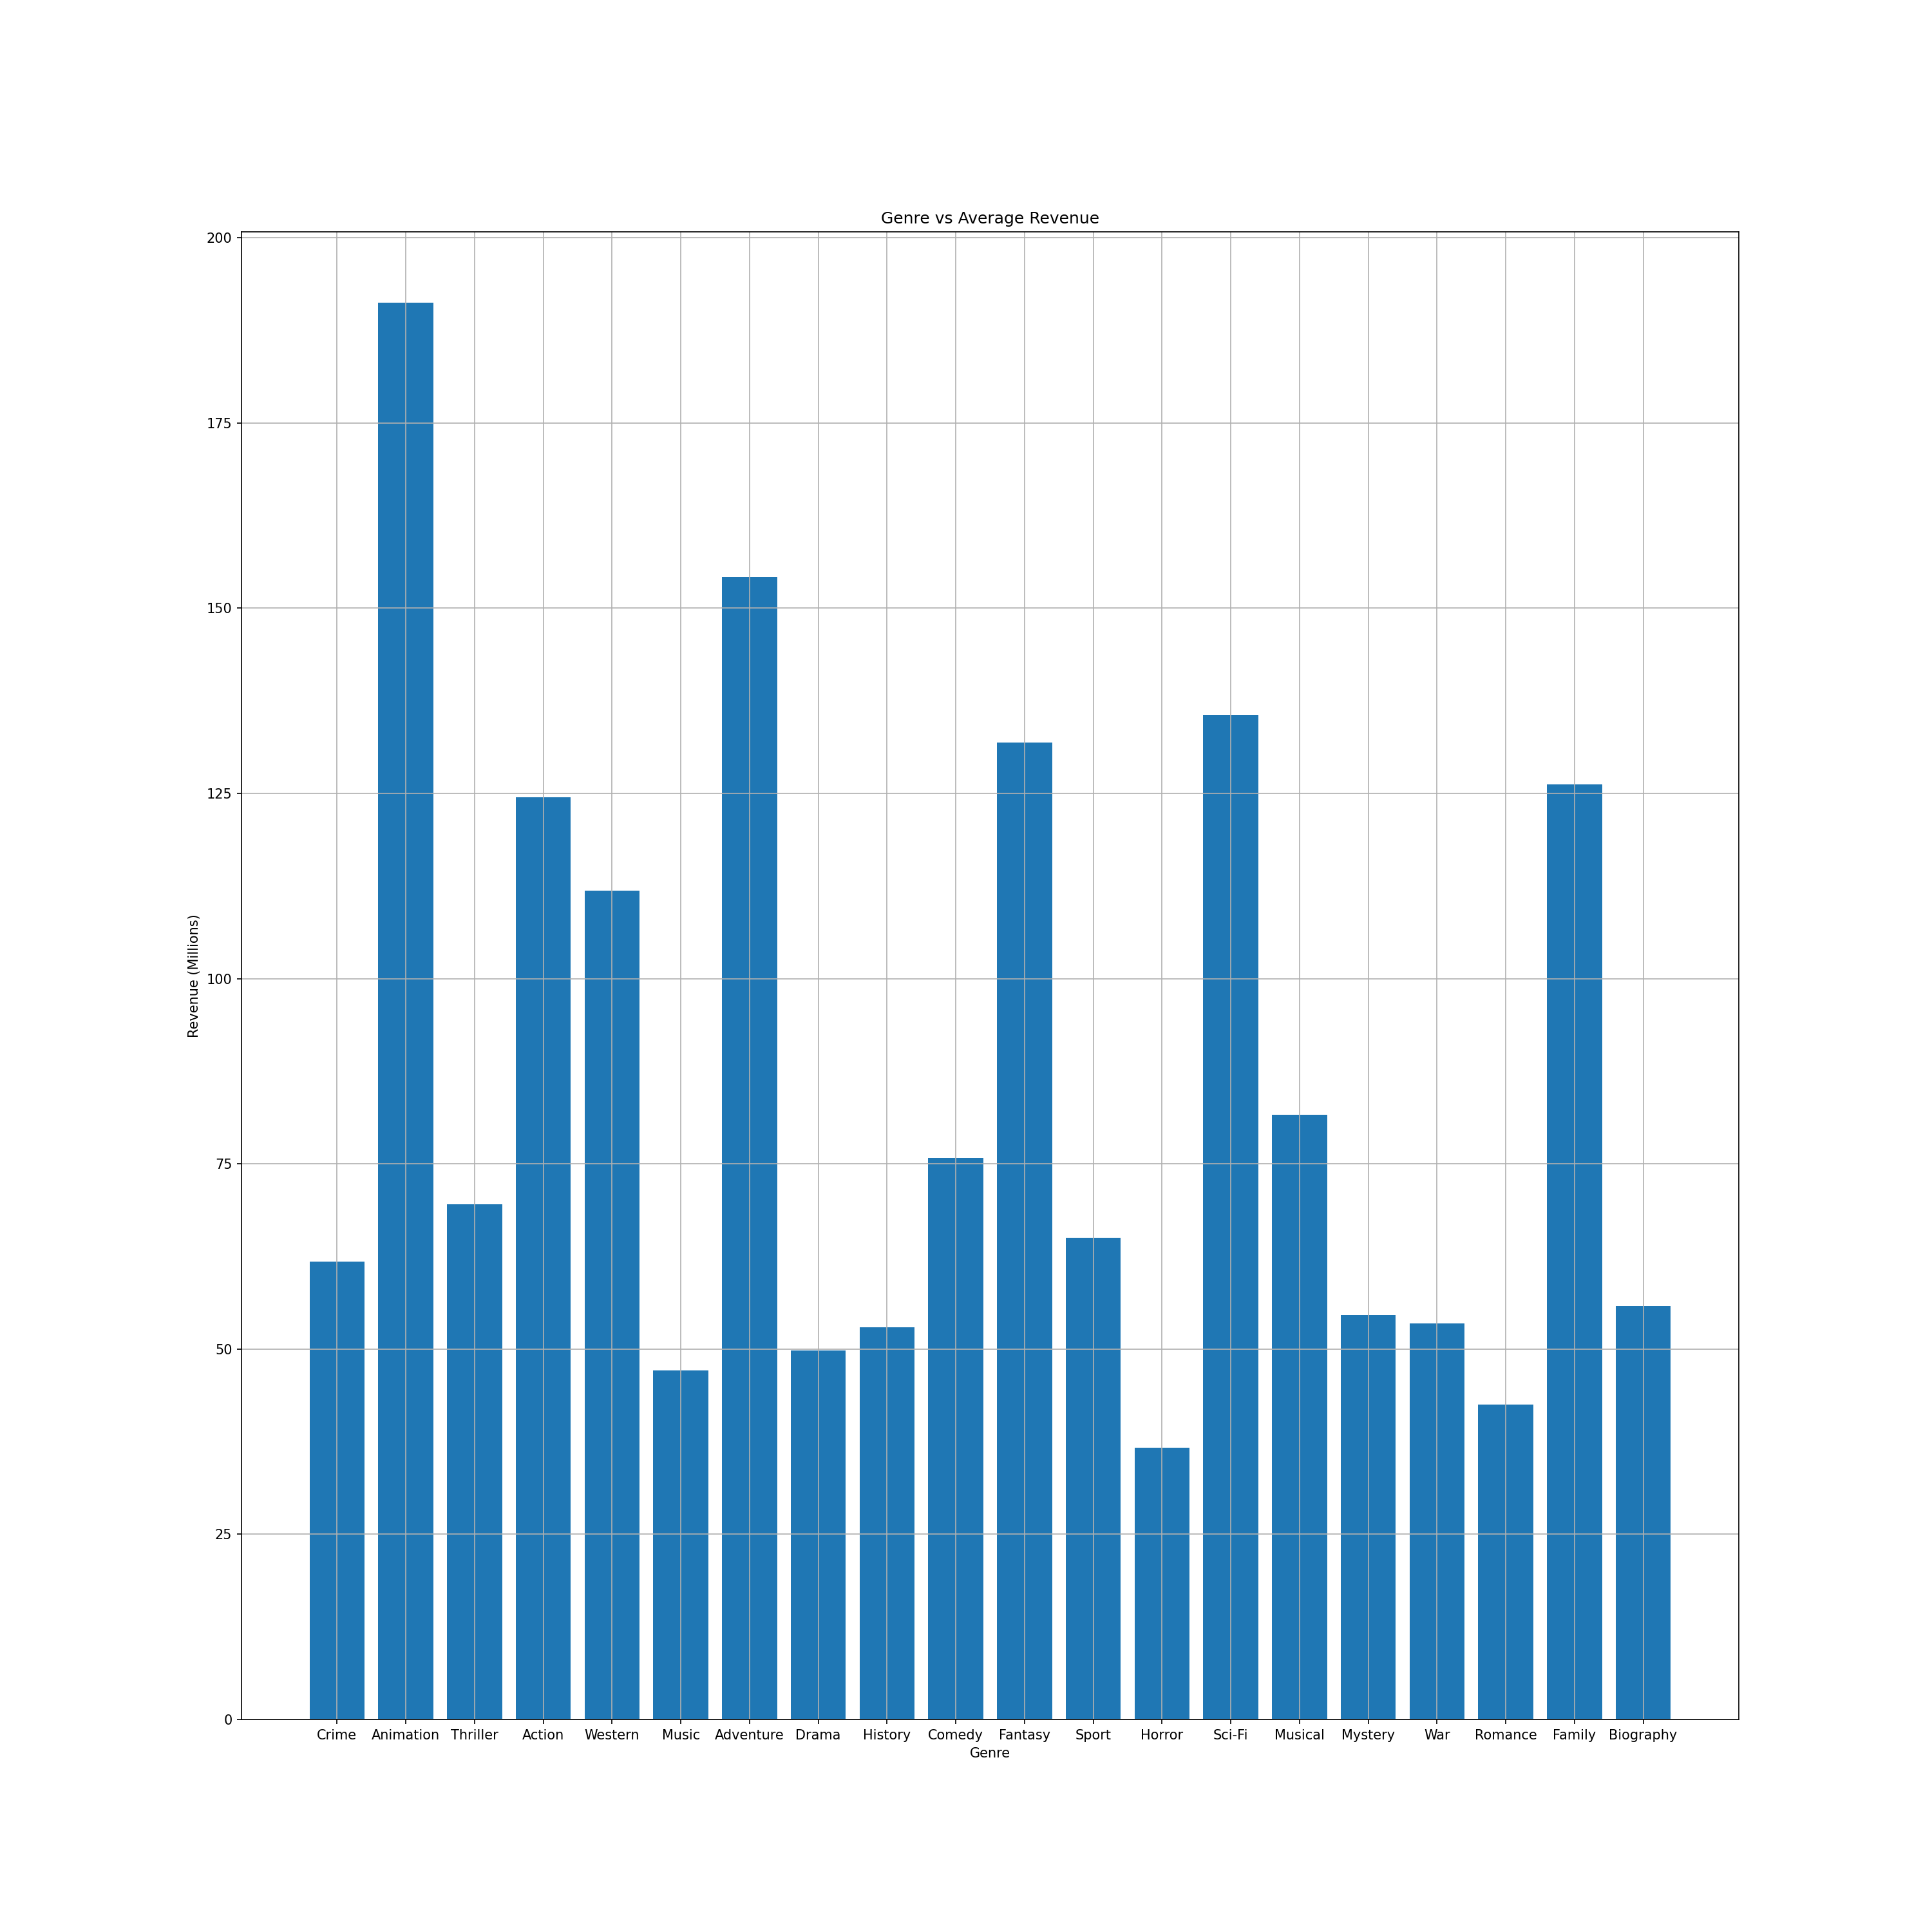 Genre vs Average Revenue
200
175
150
125
100
75
50
25
0
Revenue (Millions)
Crime Animation Thriller Action Western Music Adventure Drama History Comedy Fantasy Sport Horror Sci-Fi Musical Mystery War Romance Family Biography
Genre